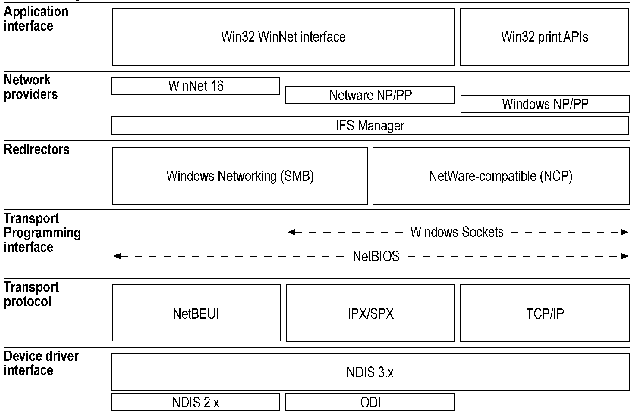 Application
interface
Win32 WinNet interface
Win32 print APIs
Network
providers
WinNet 16
Netware NP/PP
Windows NP/PP
IFS Manager
Redirectors
Windows Networking (SMB)
NetWare-compatible (NCP)
Transport
Programming
interface
Windows Sockets
NetBIOS
Transport
protocol
NetBEUI
IPX/SPX
TCP/IP
Device driver
interface
NDIS 3.x
NDIS 2.x
ODI